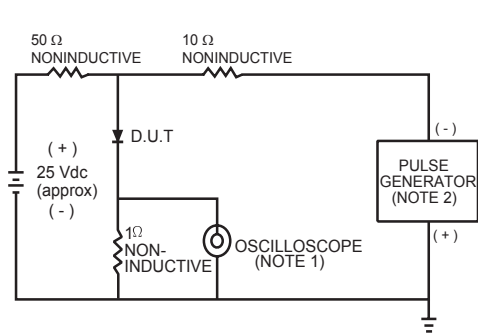 50 Ω
NONINDUCTIVE
10 Ω
NONINDUCTIVE
D.U.T
( + )
25 Vdc
(approx)
( - )
( - )
PULSE
GENERATOR
(NOTE 2)
( + )
1Ω
NON-
INDUCTIVE
OSCILLOSCOPE
(NOTE 1)